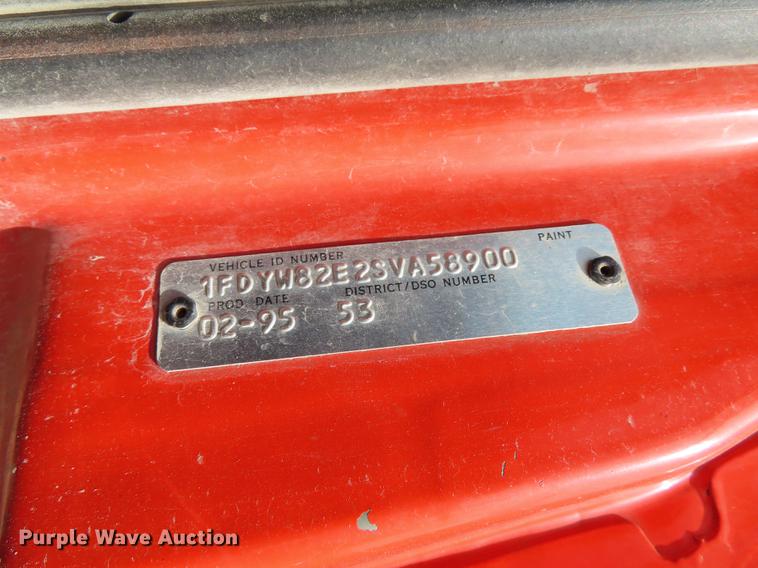 PAINT
VEHICLE ID NUMBER
1FDYW82E2SVA58900
PROD. DATE DISTRICT/DSO NUMBER
02-95 53
Purple Wave Auction